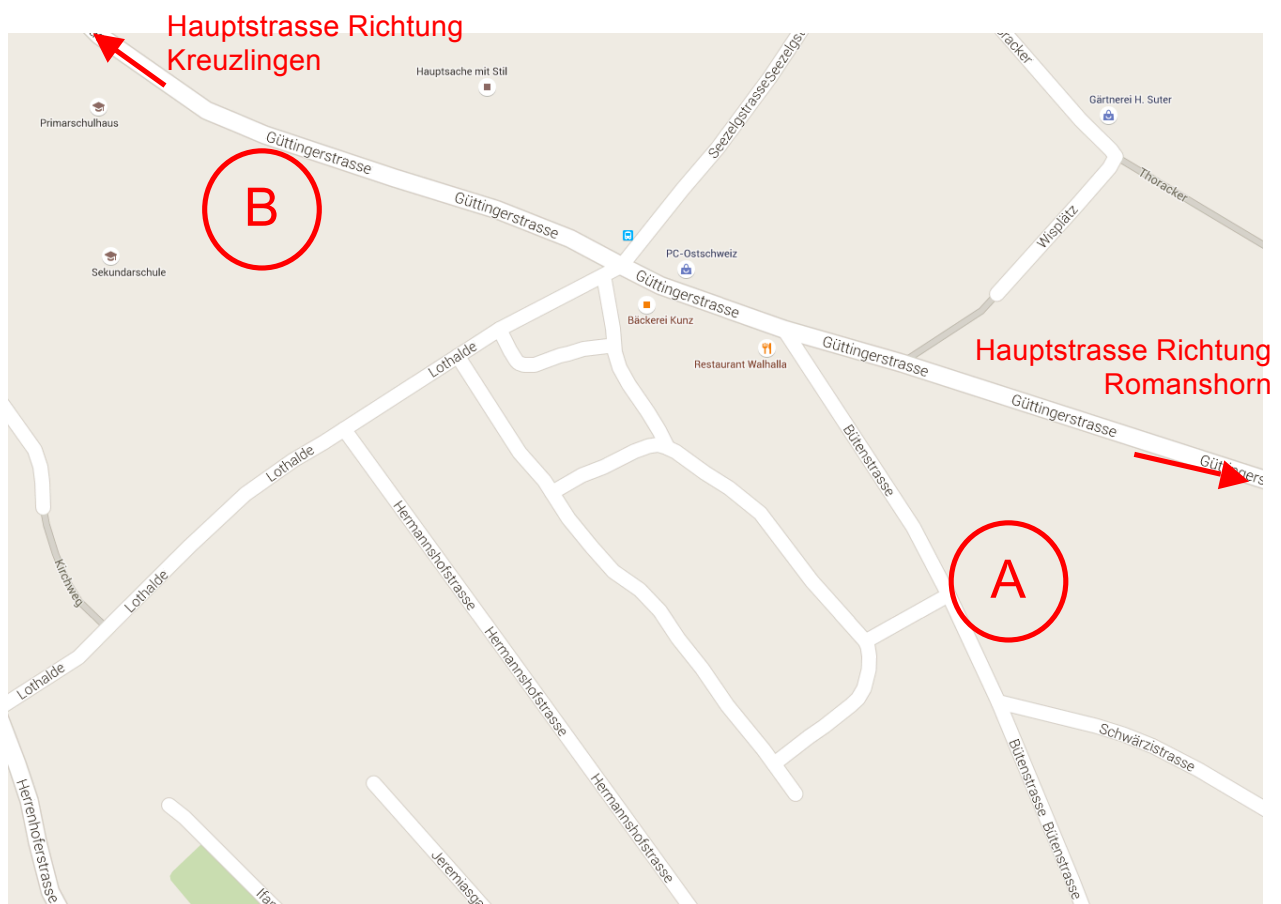 Hauptstrasse Richtung
Kreuzlingen
Hauptsache mit Stil
Seezelgstrasse
Thoracker
Gärtnerei H. Suter
Primarschulhaus
Güttingerstrasse
B
Thoracker
Güttingerstrasse
Wisplätz
Sekundarschule
PC-Ostschweiz
Güttingerstrasse
Bäckerei Kunz
Restaurant Walhalla
Güttingerstrasse
Hauptstrasse Richtung
Romanshorn
Lothalde
Güttingerstrasse
Bütenstrasse
Lothalde
Hermannshofstrasse
Kirchweg
Lothalde
A
Hermannshofstrasse
Lothalde
Schwärzistrasse
Bütenstrasse
Hermannshofstrasse
Herrenhoferstrasse
Bütenstrasse